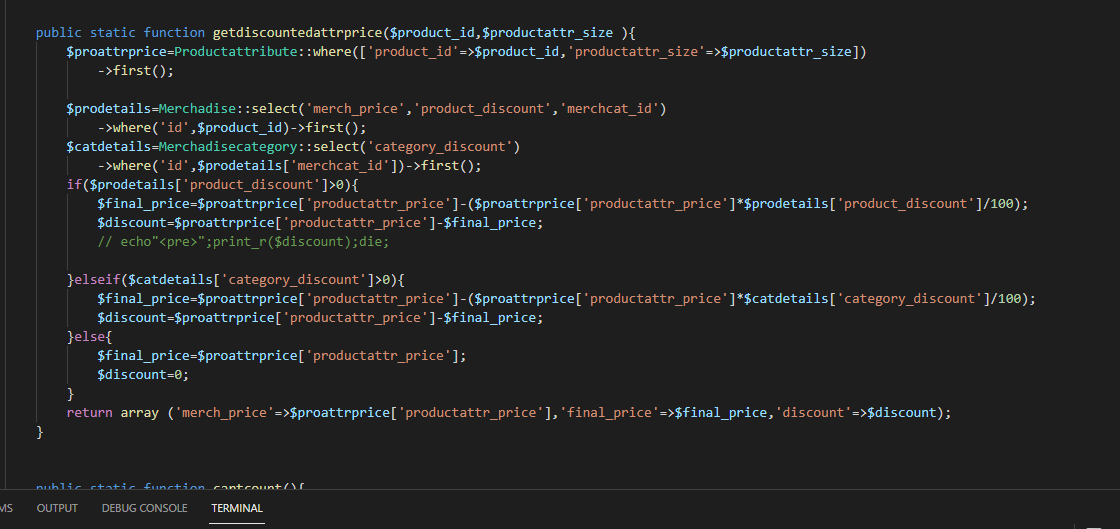 public static function getdiscountedattrprice($product_id,$productattr_size ){
$proattrprice=Productattribute::where(['product_id'=>$product_id,'productattr_size'=>$productattr_size])
->first();
$prodetails=Merchadise::select('merch_price','product_discount','merchcat_id')
->where('id',$product_id)->first();
$catdetails=Merchadisecategory::select('category_discount')
->where('id',$prodetails['merchcat_id'])->first();
if($prodetails['product_discount']>0){
$final_price=$proattrprice['productattr_price']-($proattrprice['productattr_price']*$prodetails['product_discount']/100);
$discount=$proattrprice['productattr_price']-$final_price;
// echo"<pre>";print_r($discount);die;
}elseif($catdetails['category_discount']>0){
$final_price=$proattrprice['productattr_price']-($proattrprice['productattr_price']*$catdetails['category_discount']/100);
$discount=$proattrprice['productattr_price']-$final_price;
}else{
$final_price=$proattrprice['productattr_price'];
$discount=0;
}
return array ('merch_price'=>$proattrprice['productattr_price'],'final_price'=>$final_price,'discount'=>$discount);
}
public static function cartcount(){
MS OUTPUT DEBUG CONSOLE TERMINAL